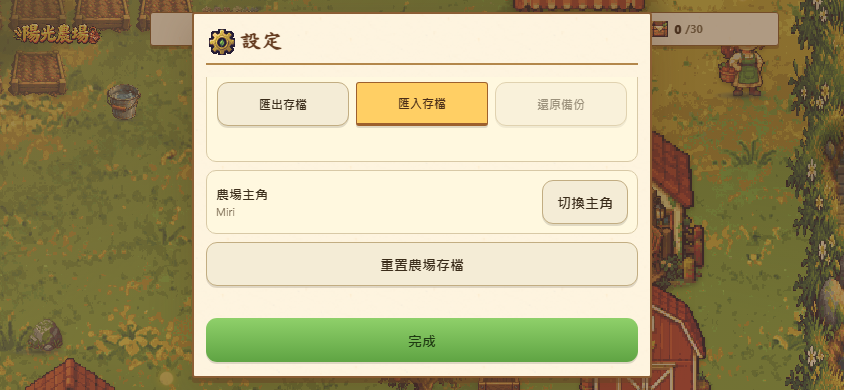 陽光農場
設定
0 /30
匯出存檔
匯入存檔
還原備份
農場主角
Miri
切換主角
重置農場存檔
完成